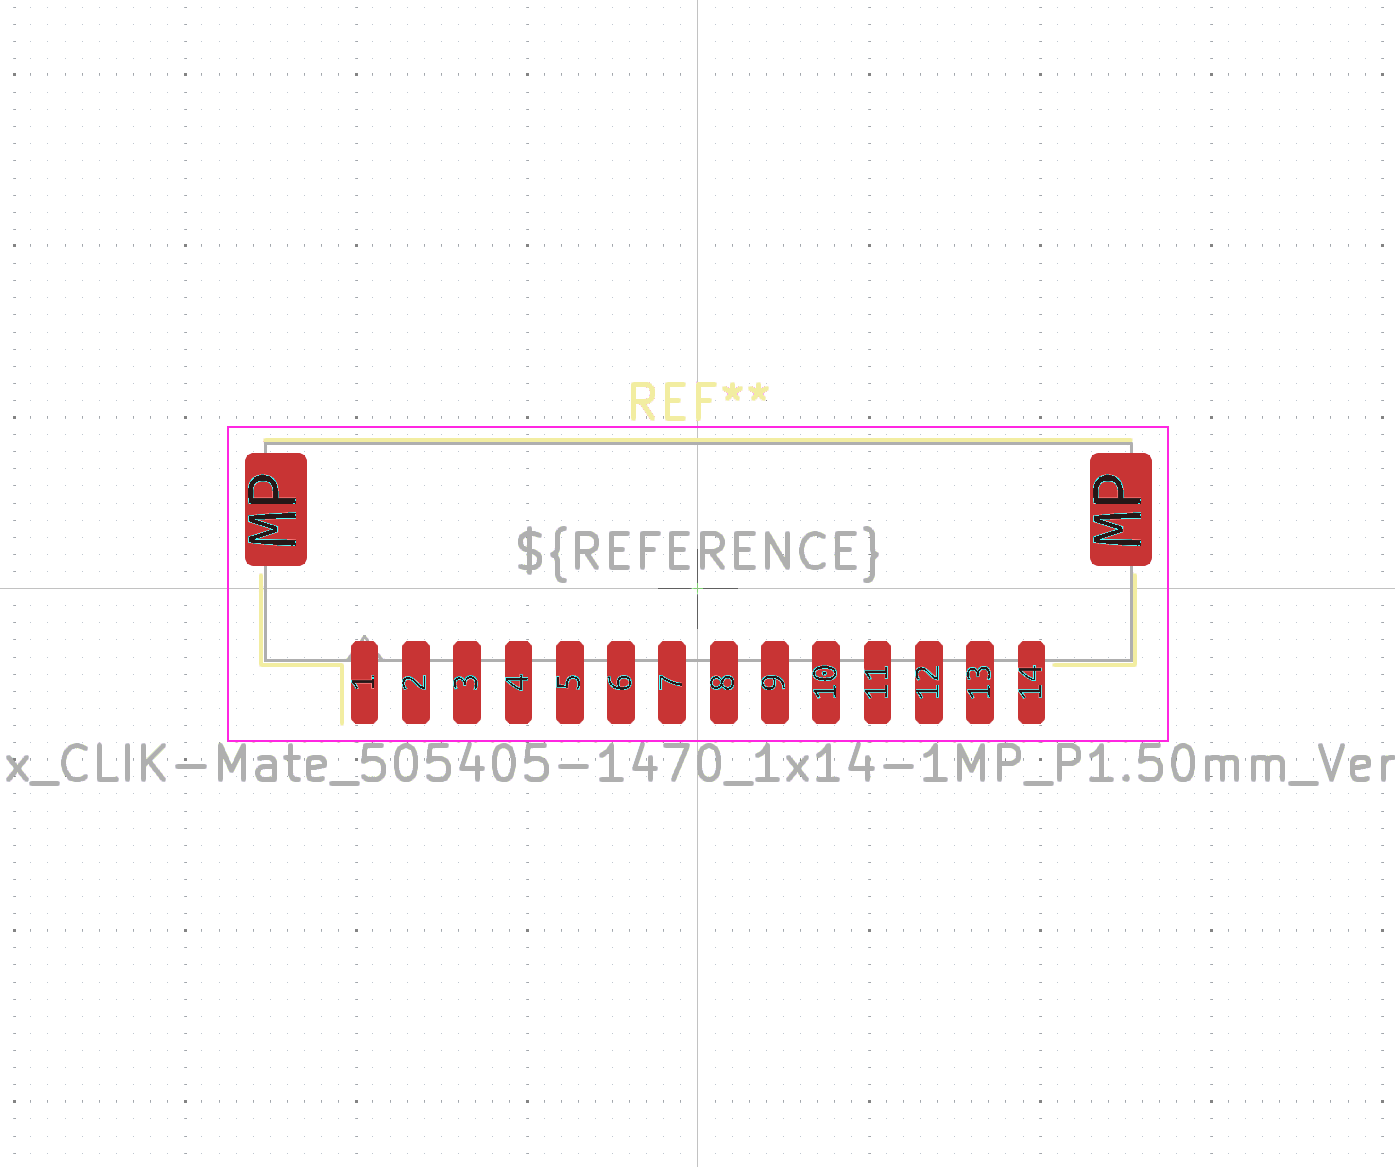 REF**
MP MP
${REFERENCE}
1 2 3 4 5 6 7 8 9 10 11 12 13 14
x_CLIK-Mate_505405-1470_1x14-1MP_P1.50mm_Ver